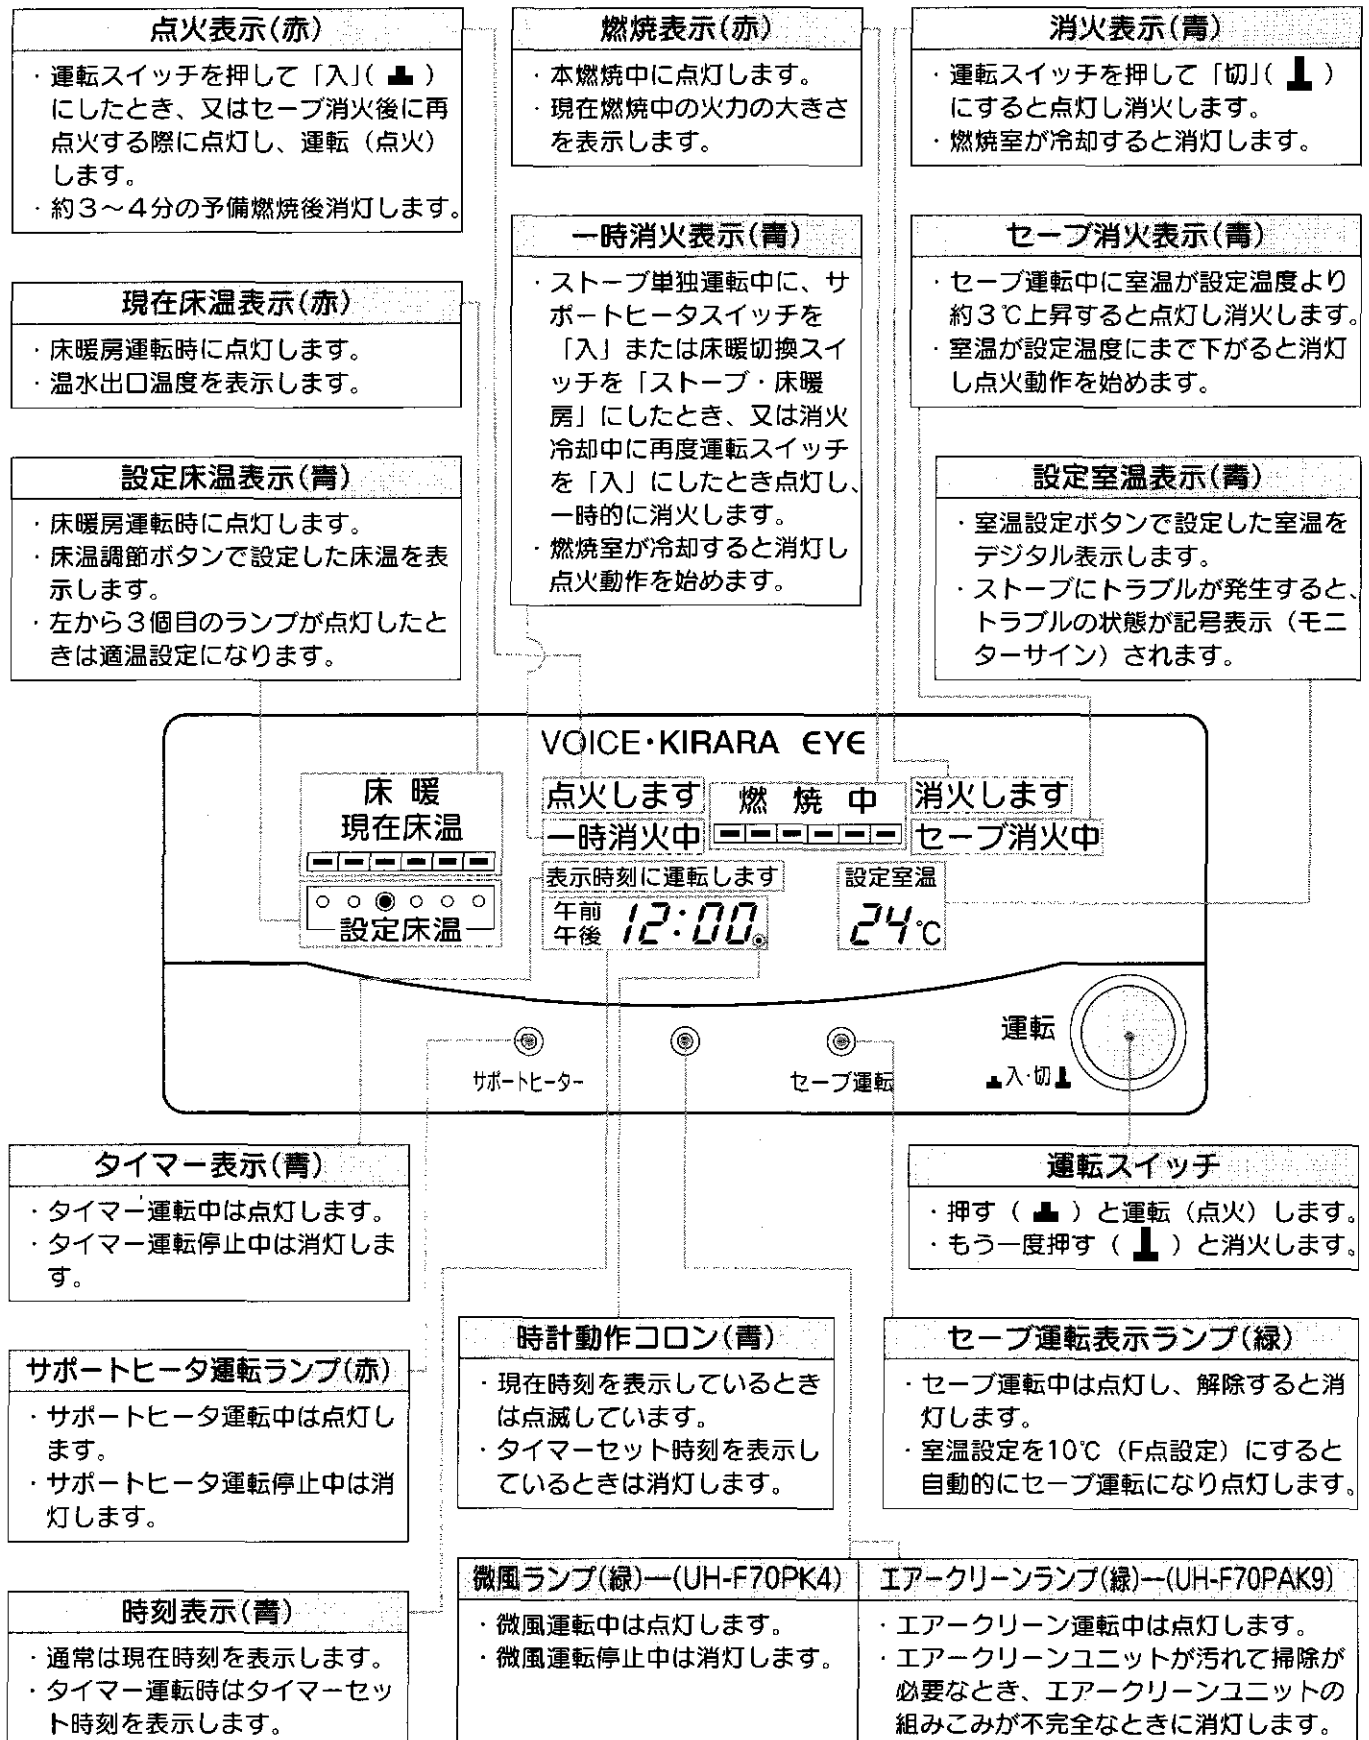 点火表示(赤)
・運転スイッチを押して「入」( )
にしたとき、又はセーブ消火後に再
点火する際に点灯し、運転（点火）
します。
・約3～4分の予備燃焼後消灯します。
燃焼表示(赤)
・本燃焼中に点灯します。
・現在燃焼中の火力の大きさ
を表示します。
消火表示(青)
・運転スイッチを押して「切」( )
にすると点灯し消火します。
・燃焼室が冷却すると消灯します。
現在床温表示(赤)
・床暖房運転時に点灯します。
・温水出口温度を表示します。
一時消火表示(青)
・ストーブ単独運転中に、サ
ポートヒータスイッチを
「入」または床暖切換スイ
ッチを「ストーブ・床暖
房」にしたとき、又は消火
冷却中に再度運転スイッチ
を「入」にしたとき点灯し、
一時的に消火します。
・燃焼室が冷却すると消灯し
点火動作を始めます。
セーブ消火表示(青)
・セーブ運転中に室温が設定温度より
約3℃上昇すると点灯し消火します。
・室温が設定温度にまで下がると消灯
し点火動作を始めます。
設定床温表示(青)
・床暖房運転時に点灯します。
・床温調節ボタンで設定した床温を表
示します。
・左から3個目のランプが点灯したと
きは適温設定になります。
設定室温表示(青)
・室温設定ボタンで設定した室温を
デジタル表示します。
・ストーブにトラブルが発生すると、
トラブルの状態が記号表示（モニ
ターサイン）されます。
VOICE・KIRARA EYE
床 暖
現在床温
設定床温
点火します
一時消火中
燃 焼 中
消火します
セーブ消火中
表示時刻に運転します
午前
午後
12:00
設定室温
24℃
サポートヒーター
セーブ運転
運転
入・切
タイマー表示(青)
・タイマー運転中は点灯します。
・タイマー運転停止中は消灯しま
す。
運転スイッチ
・押す（ ）と運転（点火）します。
・もう一度押す（ ）と消火します。
サポートヒータ運転ランプ(赤)
・サポートヒータ運転中は点灯し
ます。
・サポートヒータ運転停止中は消
灯します。
時計動作コロン(青)
・現在時刻を表示しているとき
は点滅しています。
・タイマーセット時刻を表示し
ているときは消灯します。
セーブ運転表示ランプ(緑)
・セーブ運転中は点灯し、解除すると消
灯します。
・室温設定を10℃（F点設定）にすると
自動的にセーブ運転になり点灯します。
時刻表示(青)
・通常は現在時刻を表示します。
・タイマー運転時はタイマーセッ
ト時刻を表示します。
微風ランプ(緑)―(UH-F70PK4)
・微風運転中は点灯します。
・微風運転停止中は消灯します。
エアークリーンランプ(緑)―(UH-F70PAK9)
・エアークリーン運転中は点灯します。
・エアークリーンユニットが汚れて掃除が
必要なとき、エアークリーンユニットの
組みこみが不完全なときに消灯します。